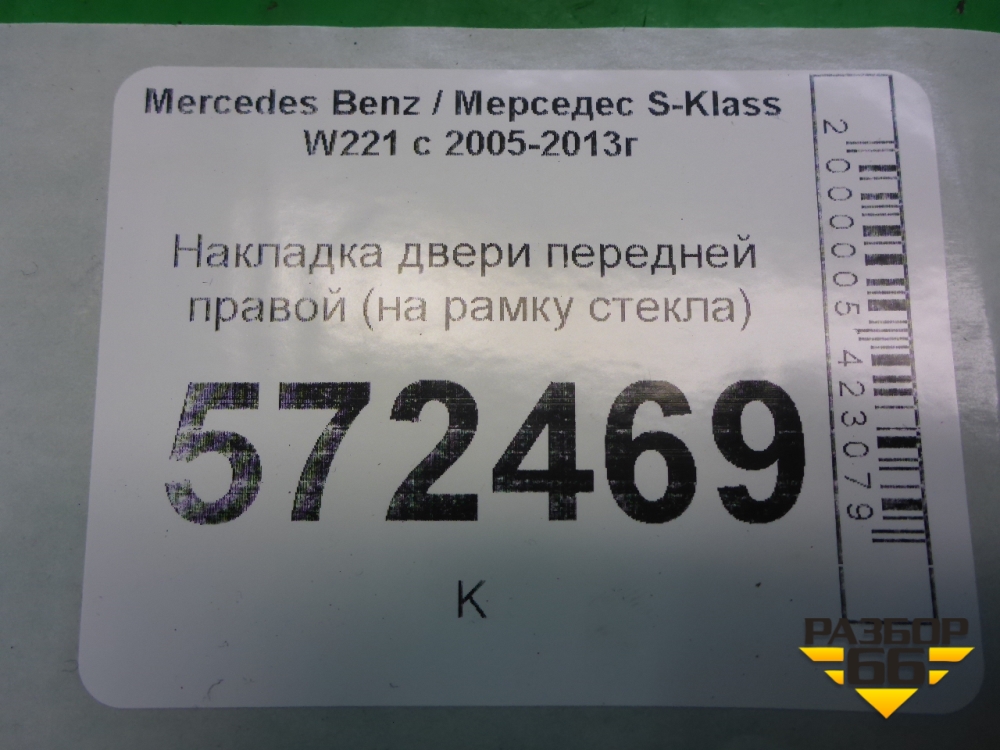 Mercedes Benz / Мерседес S-Klass
W221 с 2005-2013г
Накладка двери передней
правой (на рамку стекла)
572469
К
2000005423079
РАЗБОР
66